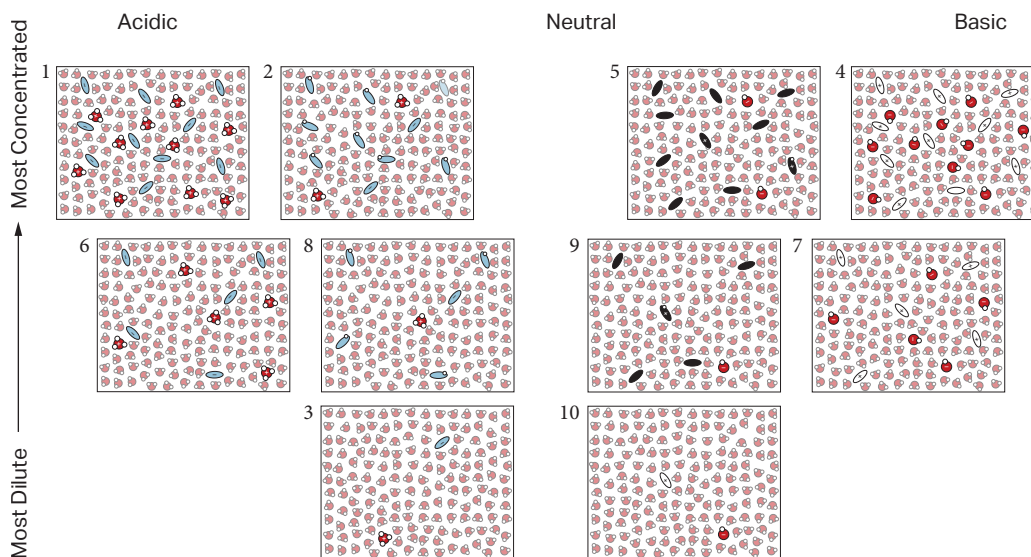 Acidic Neutral Basic
1 2 5 4
Most Concentrated
6 8 9 7
3 10
Most Dilute